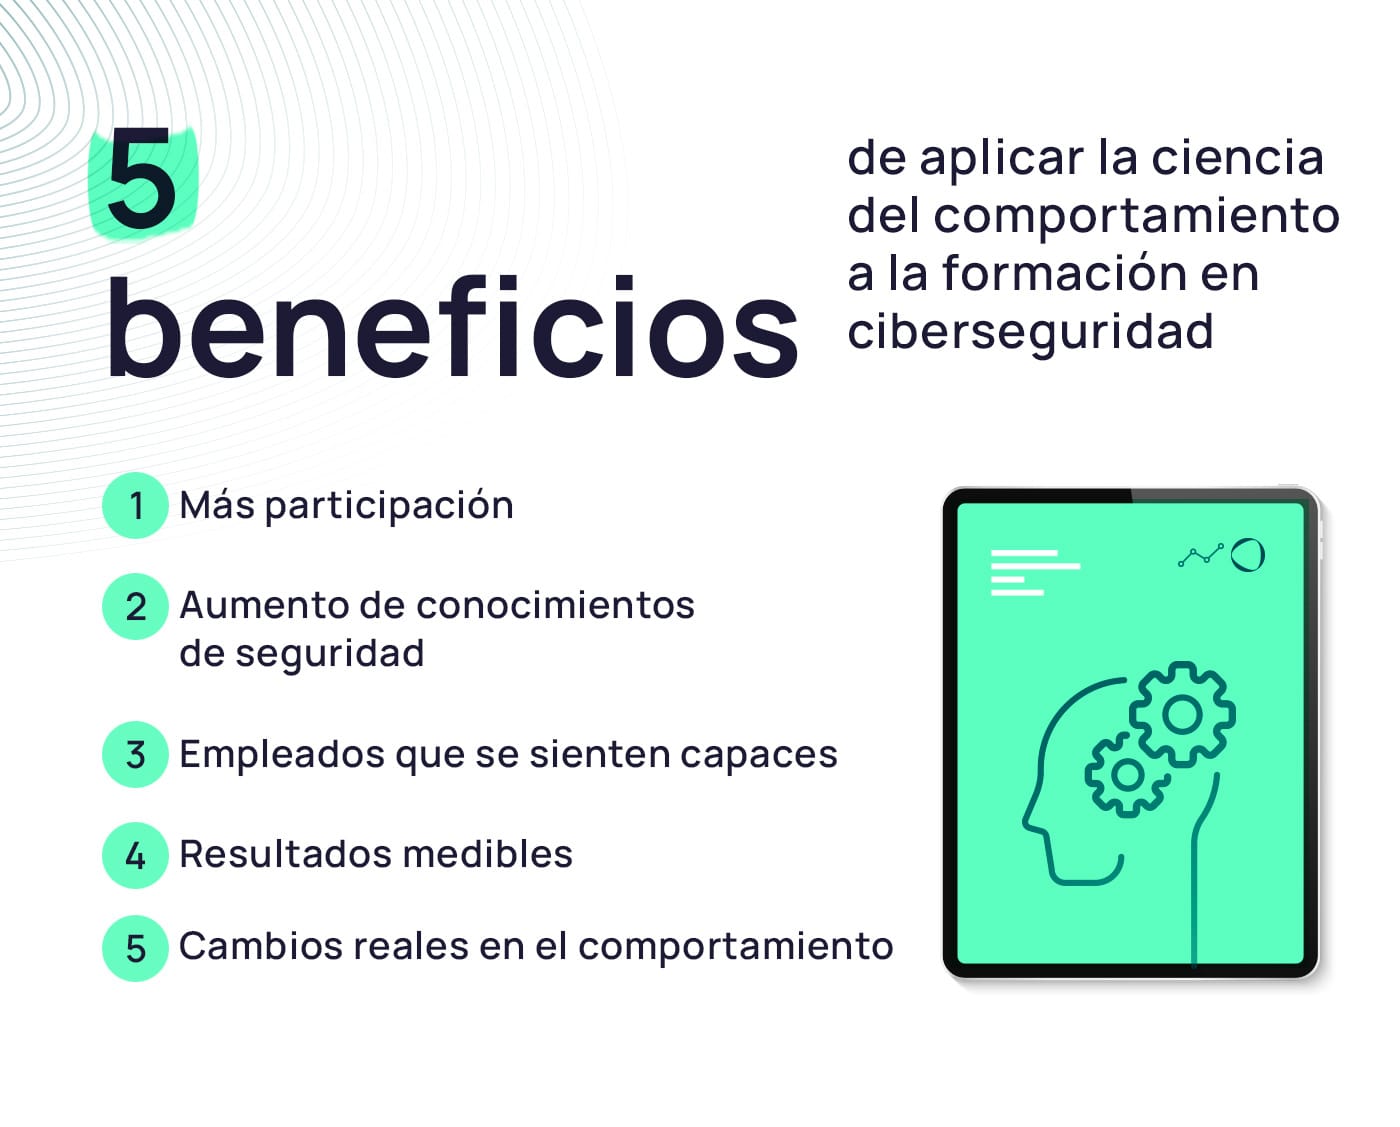 5
beneficios
de aplicar la ciencia
del comportamiento
a la formación en
ciberseguridad
1 Más participación
2 Aumento de conocimientos
de seguridad
3 Empleados que se sienten capaces
4 Resultados medibles
5 Cambios reales en el comportamiento